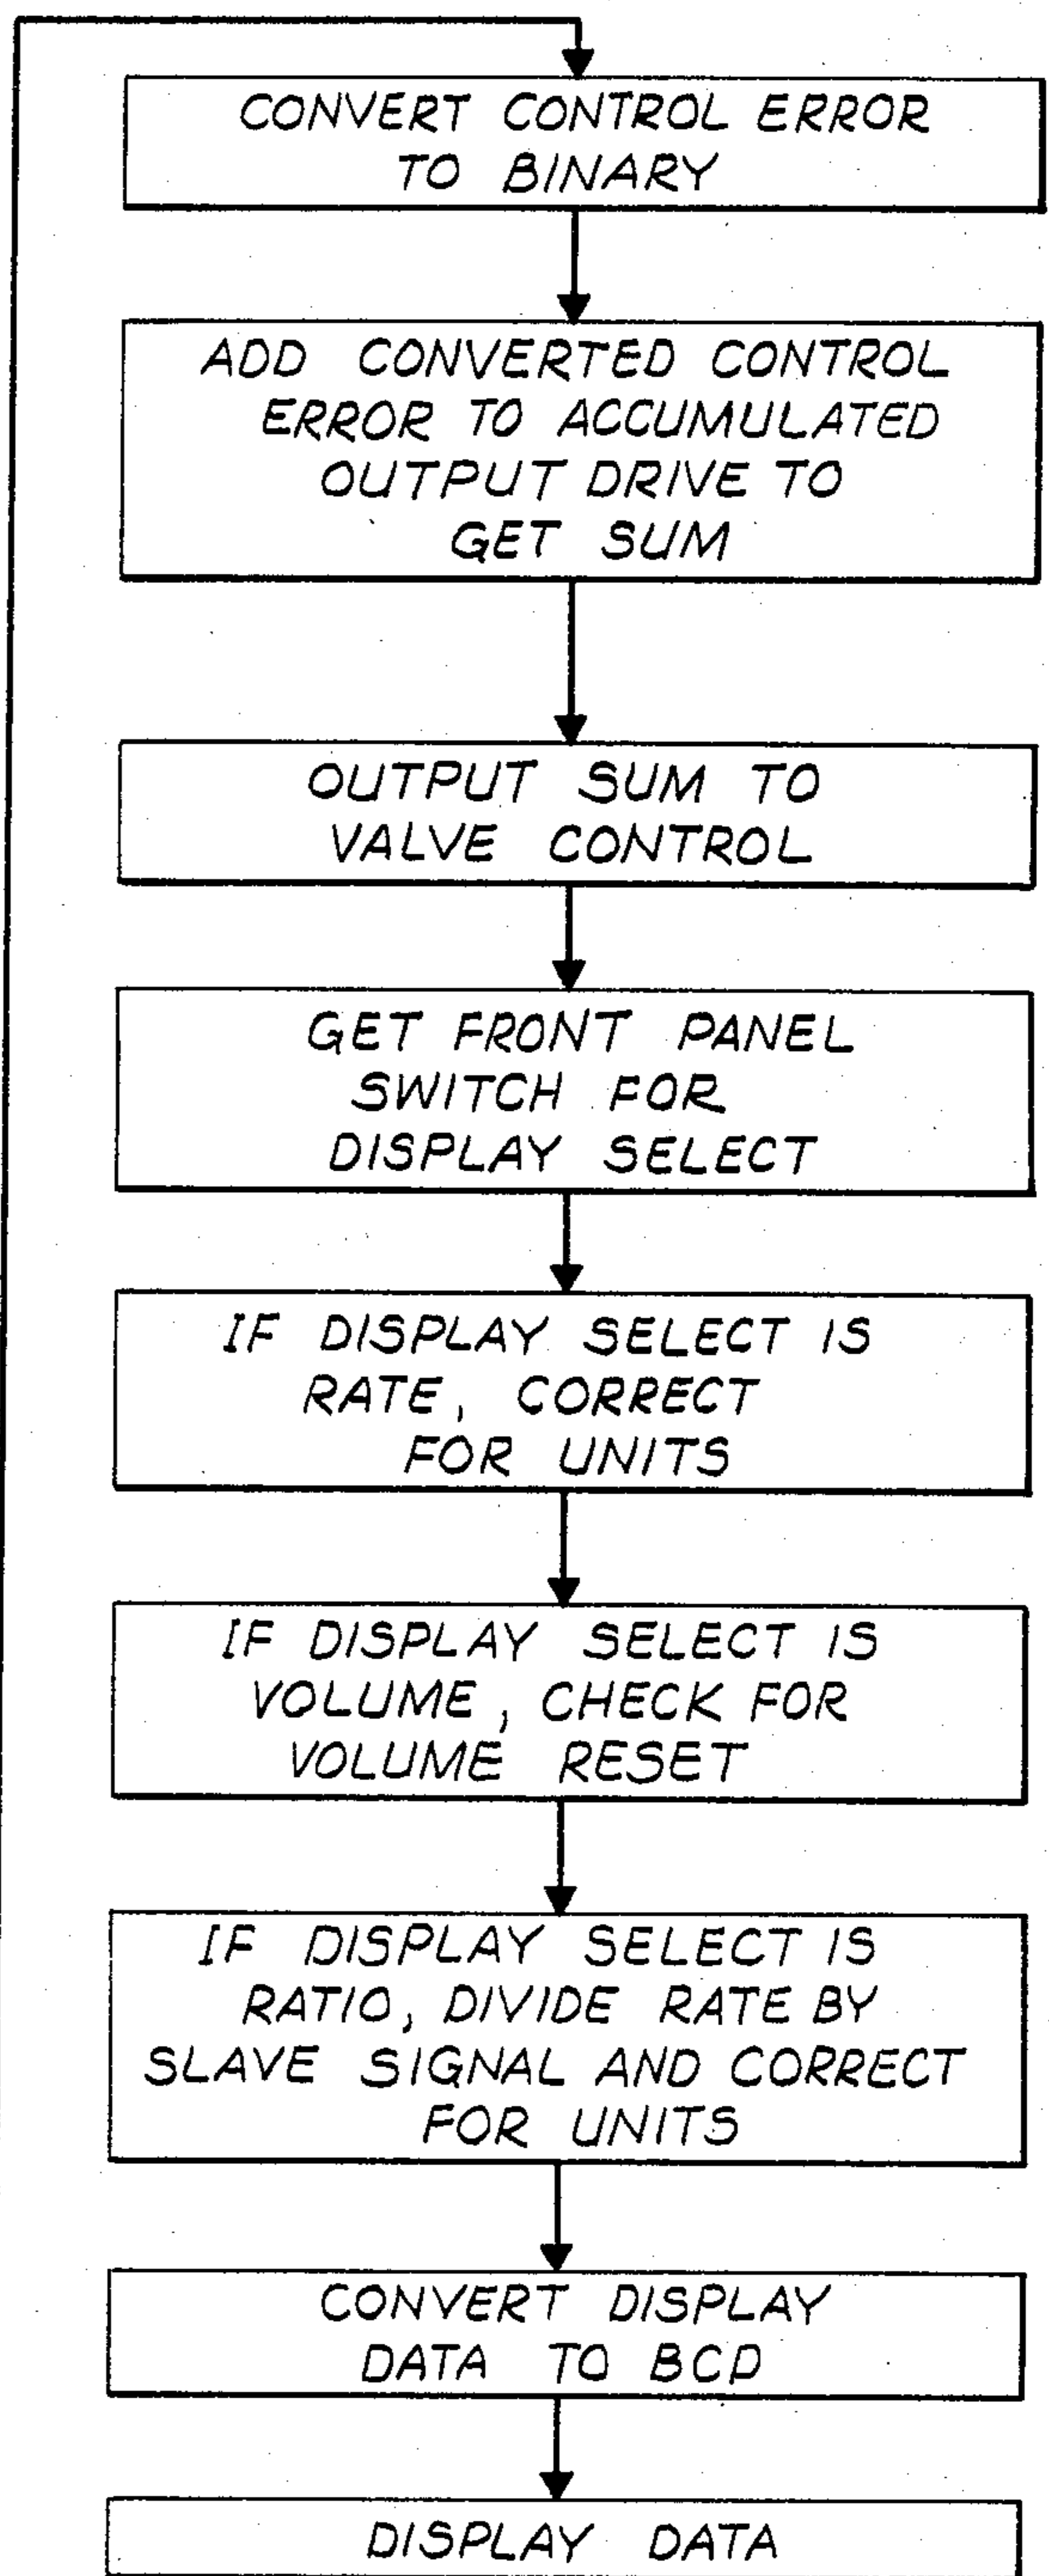 CONVERT CONTROL ERROR
TO BINARY
ADD CONVERTED CONTROL
ERROR TO ACCUMULATED
OUTPUT DRIVE TO
GET SUM
OUTPUT SUM TO
VALVE CONTROL
GET FRONT PANEL
SWITCH FOR
DISPLAY SELECT
IF DISPLAY SELECT IS
RATE, CORRECT
FOR UNITS
IF DISPLAY SELECT IS
VOLUME, CHECK FOR
VOLUME RESET
IF DISPLAY SELECT IS
RATIO, DIVIDE RATE BY
SLAVE SIGNAL AND CORRECT
FOR UNITS
CONVERT DISPLAY
DATA TO BCD
DISPLAY DATA